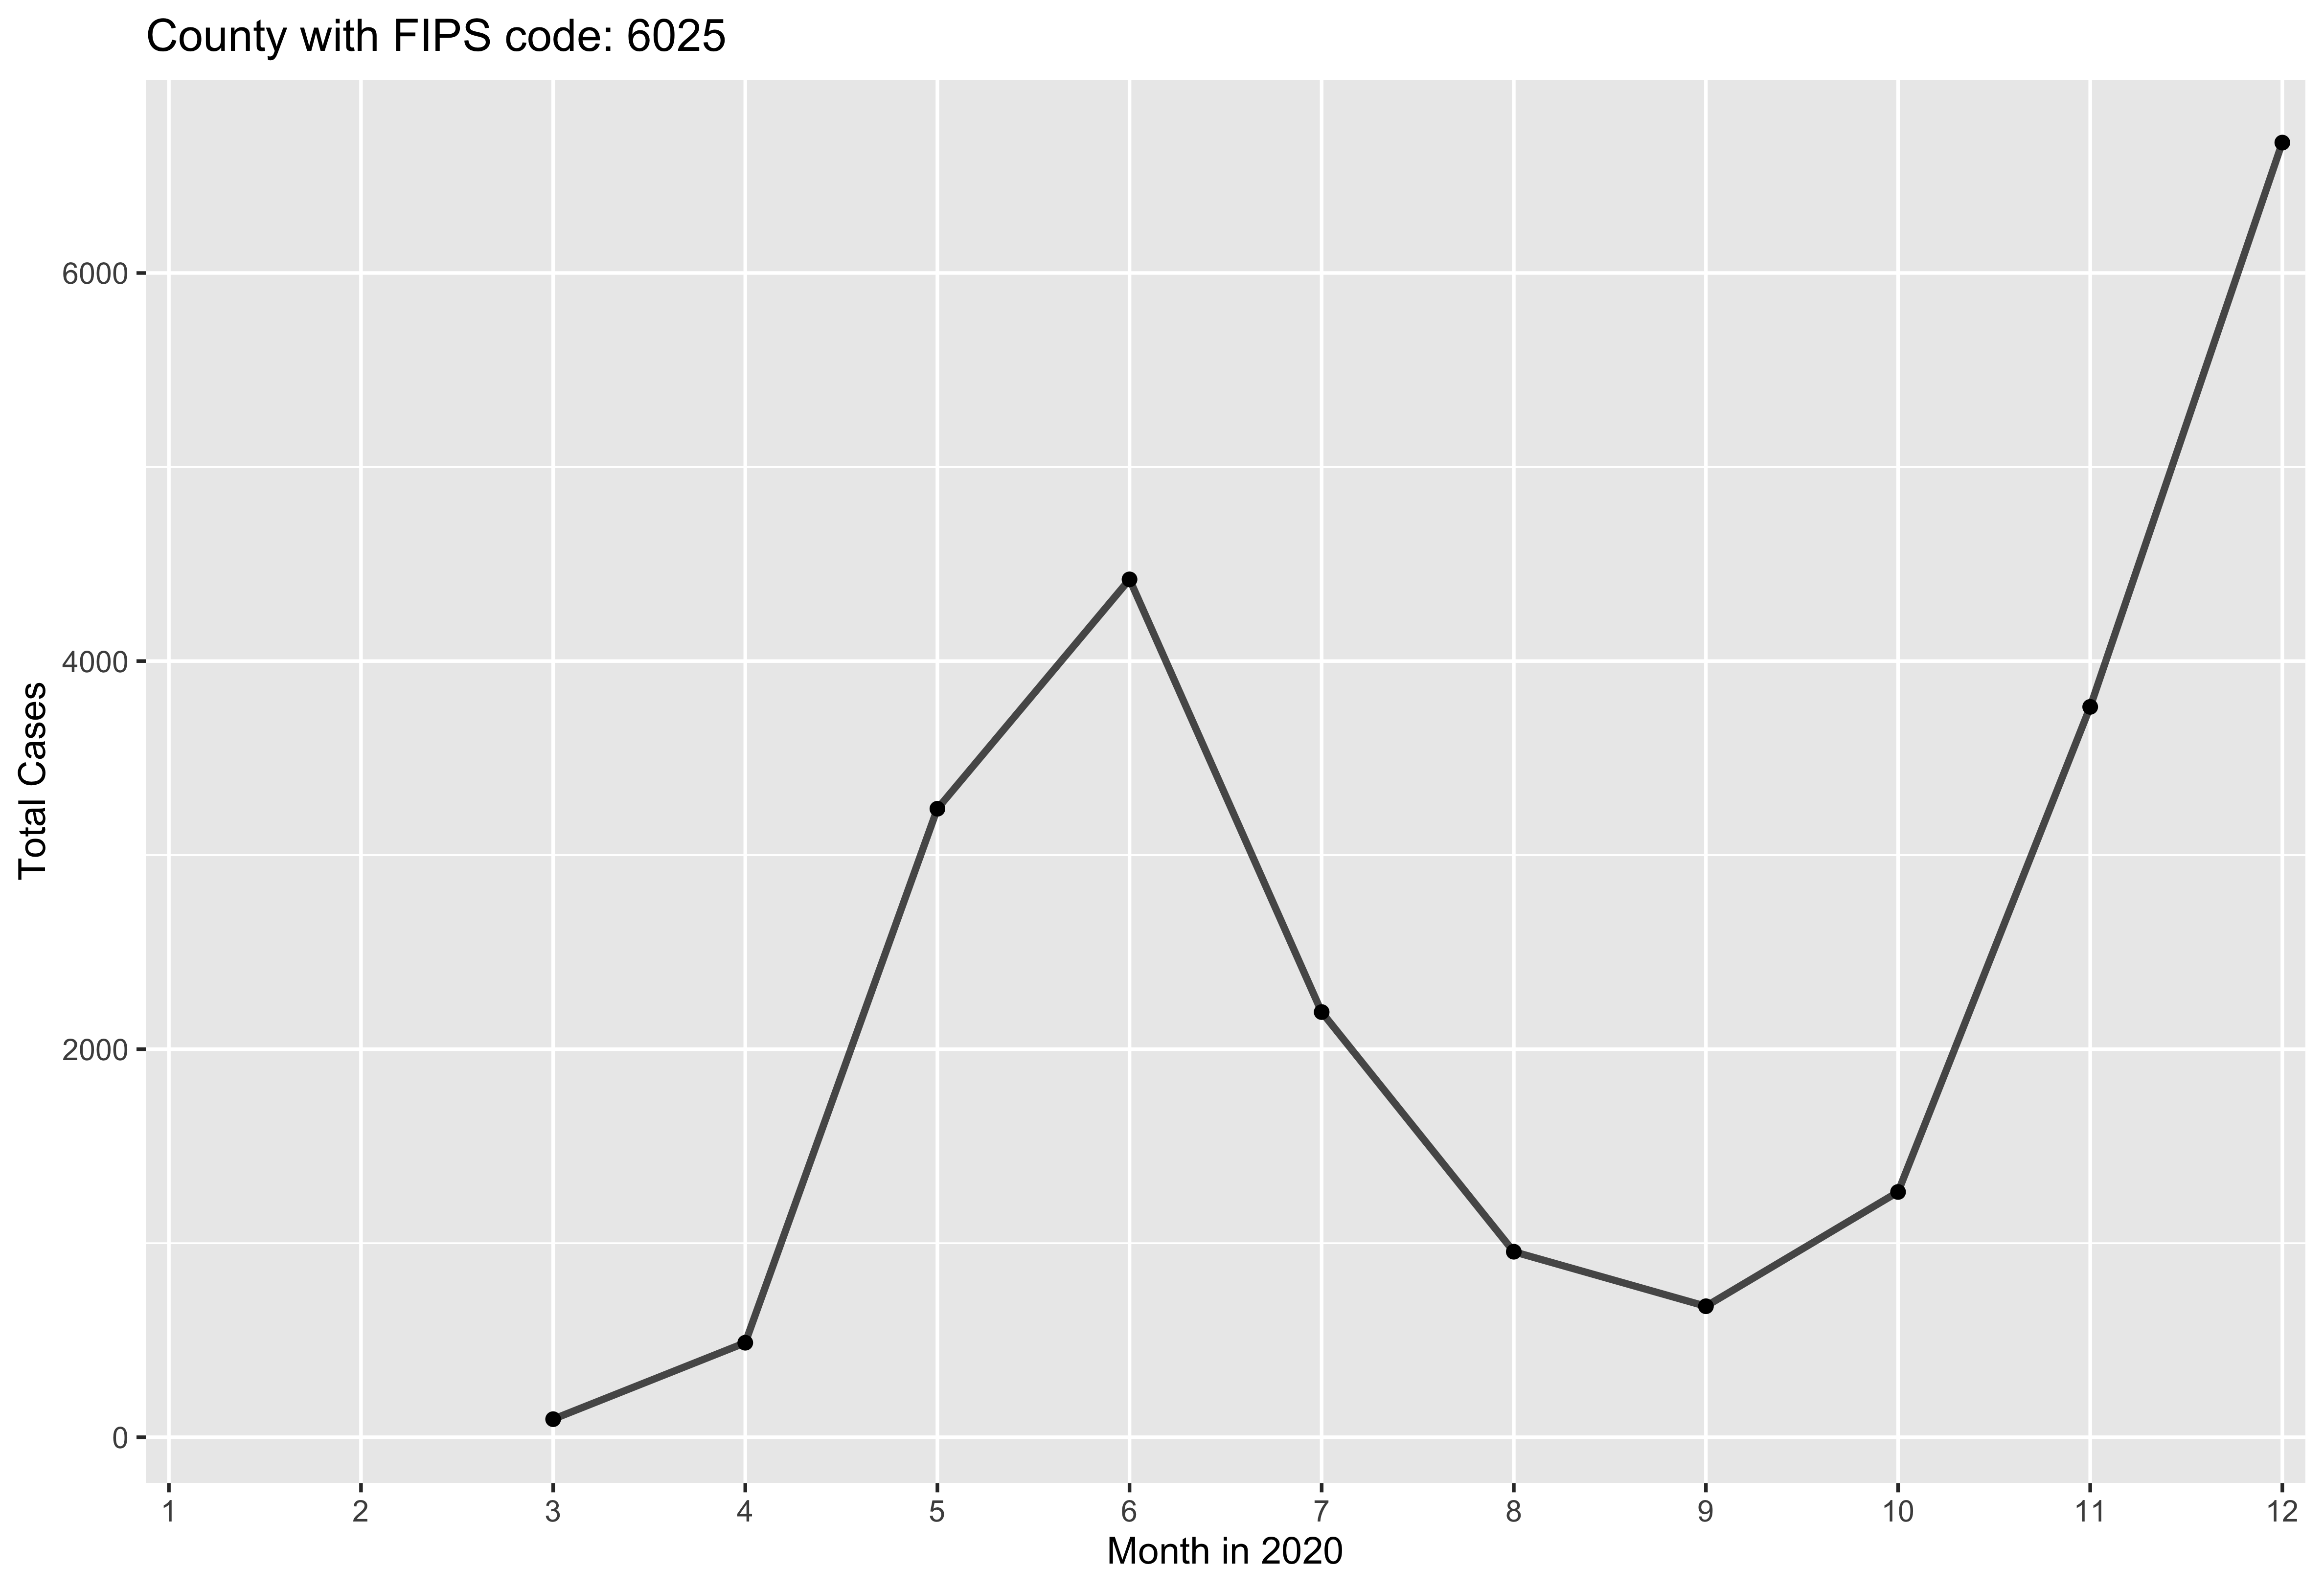 County with FIPS code: 6025
Total Cases
6000
4000
2000
0
1 2 3 4 5 6 7 8 9 10 11 12
Month in 2020